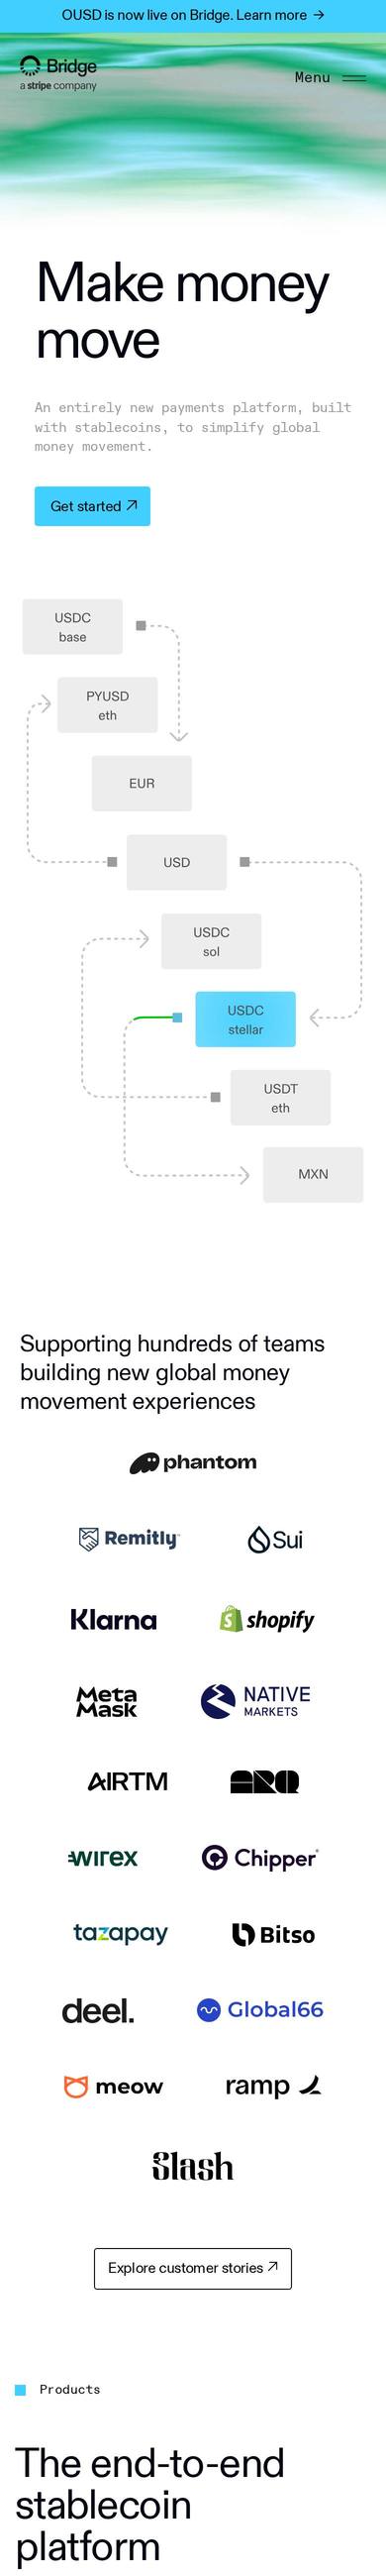 OUSD is now live on Bridge. Learn more →
Bridge
a stripe company
Menu
Make money
move
An entirely new payments platform, built
with stablecoins, to simplify global
money movement.
Get started ↗
USDC
base
PYUSD
eth
EUR
USD
USDC
sol
USDC
stellar
USDT
eth
MXN
Supporting hundreds of teams
building new global money
movement experiences
phantom
Remitly
Sui
Klarna
shopify
Meta
Mask
NATIVE
MARKETS
AIRTM
ARQ
wirex
Chipper
tazapay
Bitso
deel.
Global66
meow
ramp
Slash
Explore customer stories ↗
Products
The end-to-end
stablecoin
platform